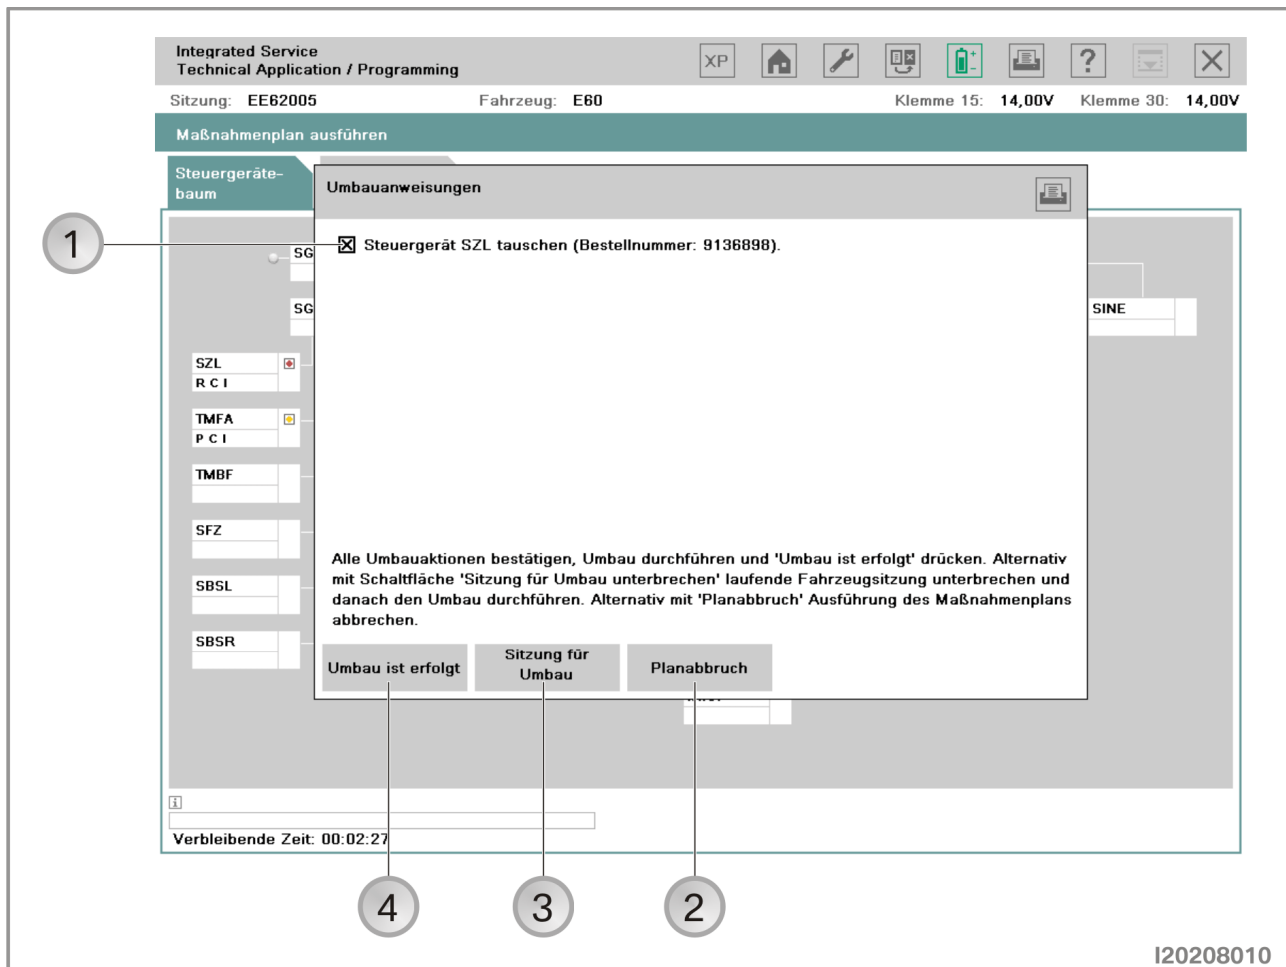 Integrated Service
Technical Application / Programming
XP
?
Sitzung: EE62005
Fahrzeug: E60
Klemme 15: 14,00V
Klemme 30: 14,00V
Maßnahmenplan ausführen
Steuergeräte-
baum
Umbauanweisungen
1
Steuergerät SZL tauschen (Bestellnummer: 9136898).
SG
SG
SINE
SZL
R C I
TMFA
P C I
TMBF
SFZ
SBSL
SBSR
Alle Umbauaktionen bestätigen, Umbau durchführen und 'Umbau ist erfolgt' drücken. Alternativ
mit Schaltfläche 'Sitzung für Umbau unterbrechen' laufende Fahrzeugsitzung unterbrechen und
danach den Umbau durchführen. Alternativ mit 'Planabbruch' Ausführung des Maßnahmenplans
abbrechen.
Umbau ist erfolgt
Sitzung für
Umbau
Planabbruch
i
Verbleibende Zeit: 00:02:27
4
3
2
I20208010